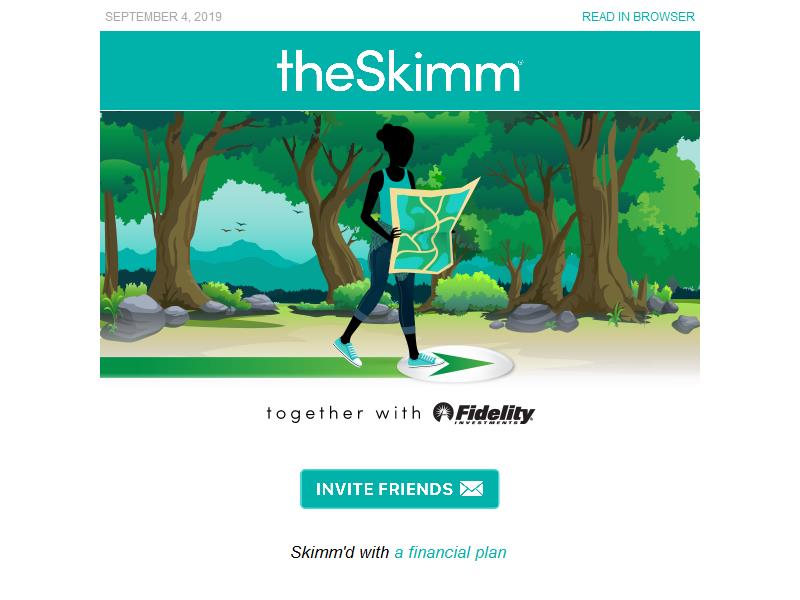 SEPTEMBER 4, 2019 READ IN BROWSER
theSkimm®
together with Fidelity INVESTMENTS
INVITE FRIENDS
Skimm'd with a financial plan